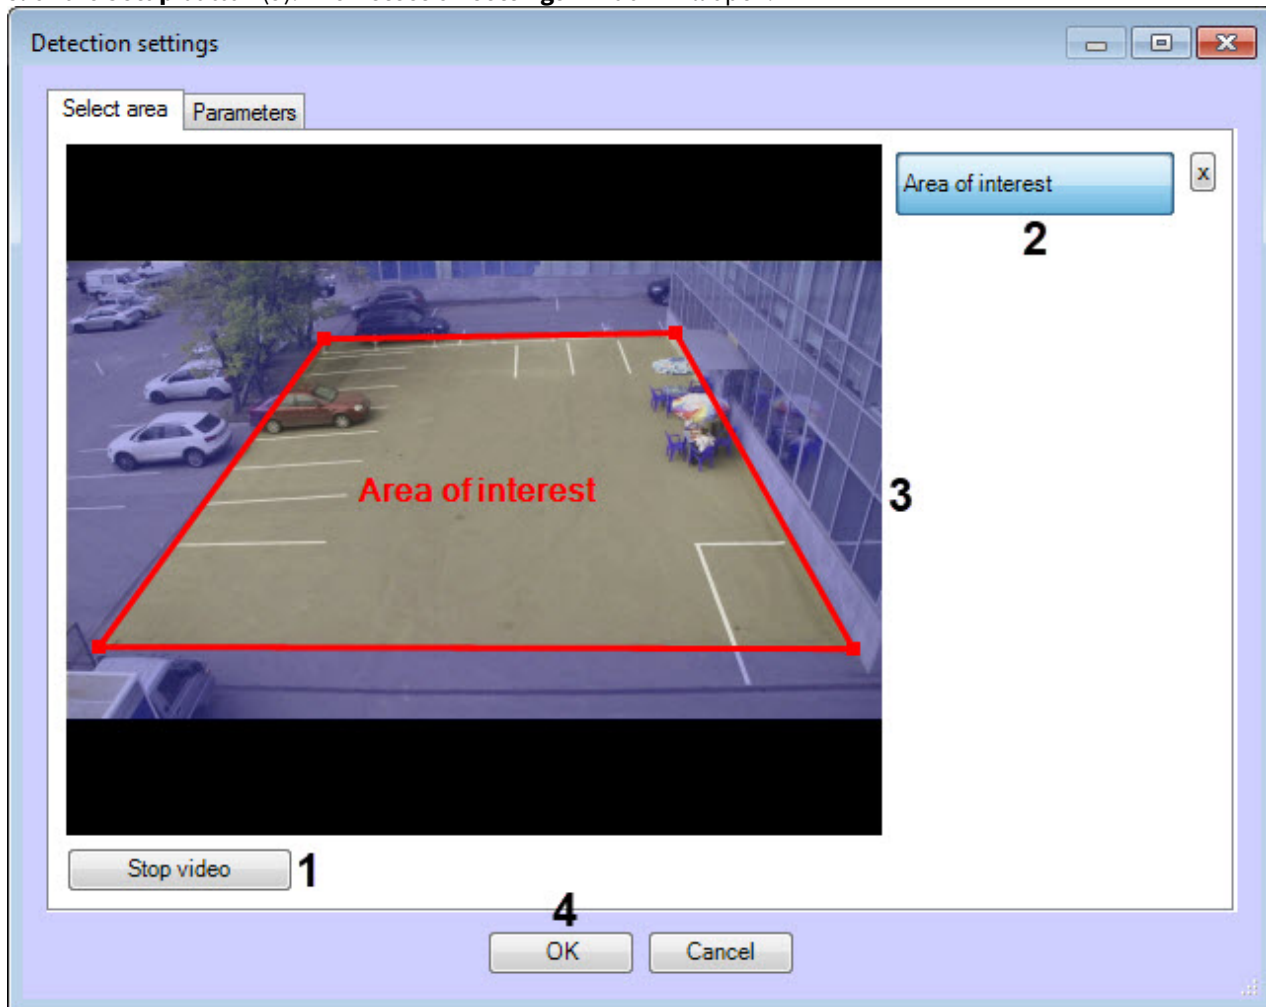 Detection settings
Select area
Parameters
Area of interest
x
2
3
Area of interest
Stop video
1
4
OK
Cancel